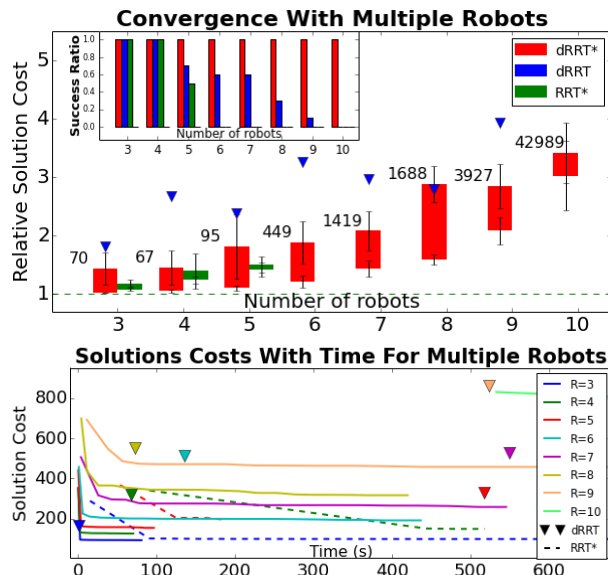 Convergence With Multiple Robots
Relative Solution Cost
5
4
3
2
1
Success Ratio
1.0
0.8
0.6
0.4
0.2
0.0
Number of robots
3 4 5 6 7 8 9 10
dRRT*
dRRT
RRT*
70
67
95
449
1419
1688
3927
42989
Number of robots
3 4 5 6 7 8 9 10
Solutions Costs With Time For Multiple Robots
Solution Cost
800
600
400
200
R=3
R=4
R=5
R=6
R=7
R=8
R=9
R=10
dRRT
RRT*
Time (s)
0 100 200 300 400 500 600